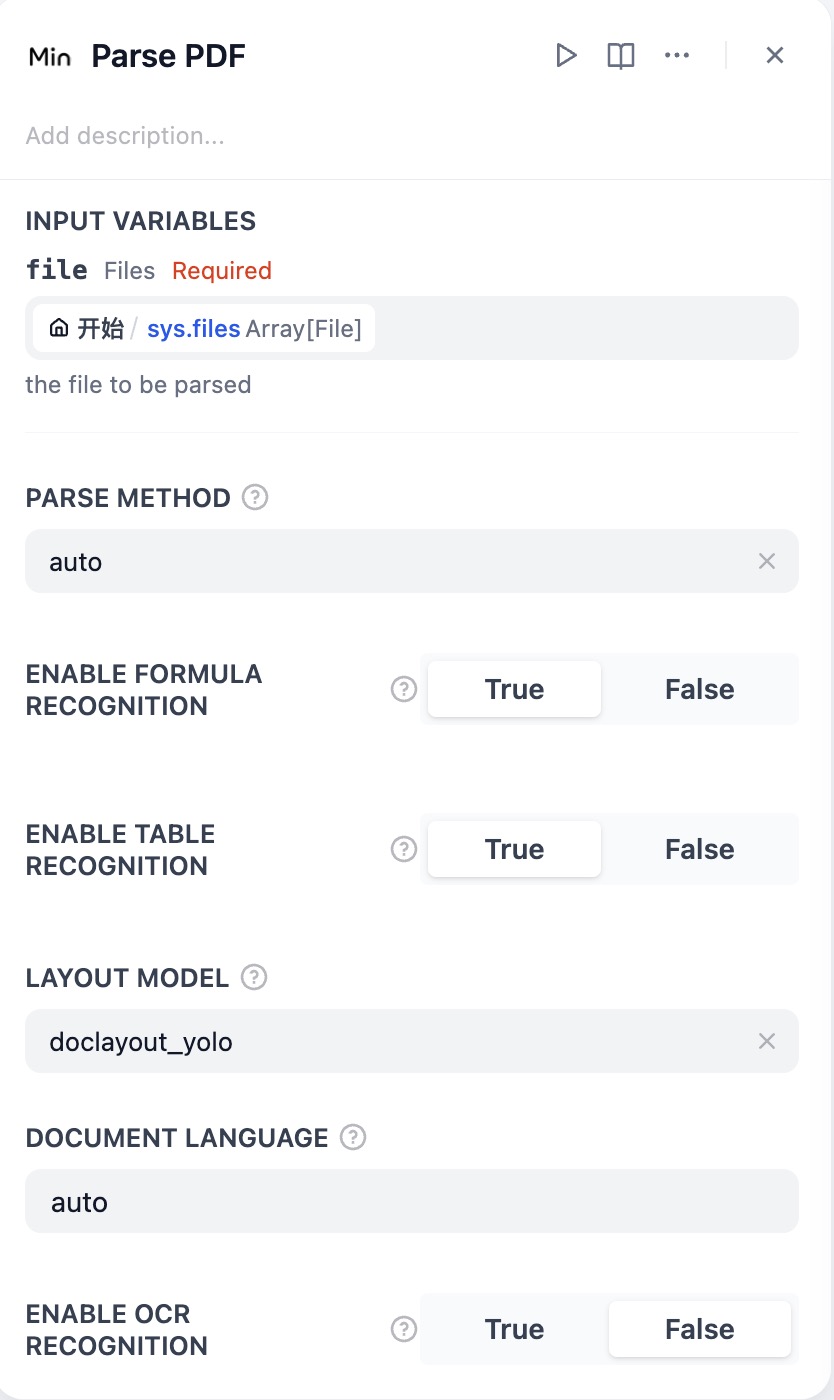 Min Parse PDF
Add description...
INPUT VARIABLES
file Files Required
开始 / sys.files Array[File]
the file to be parsed
PARSE METHOD ?
auto
ENABLE FORMULA
RECOGNITION ? True False
ENABLE TABLE
RECOGNITION ? True False
LAYOUT MODEL ?
doclayout_yolo
DOCUMENT LANGUAGE ?
auto
ENABLE OCR
RECOGNITION ? True False